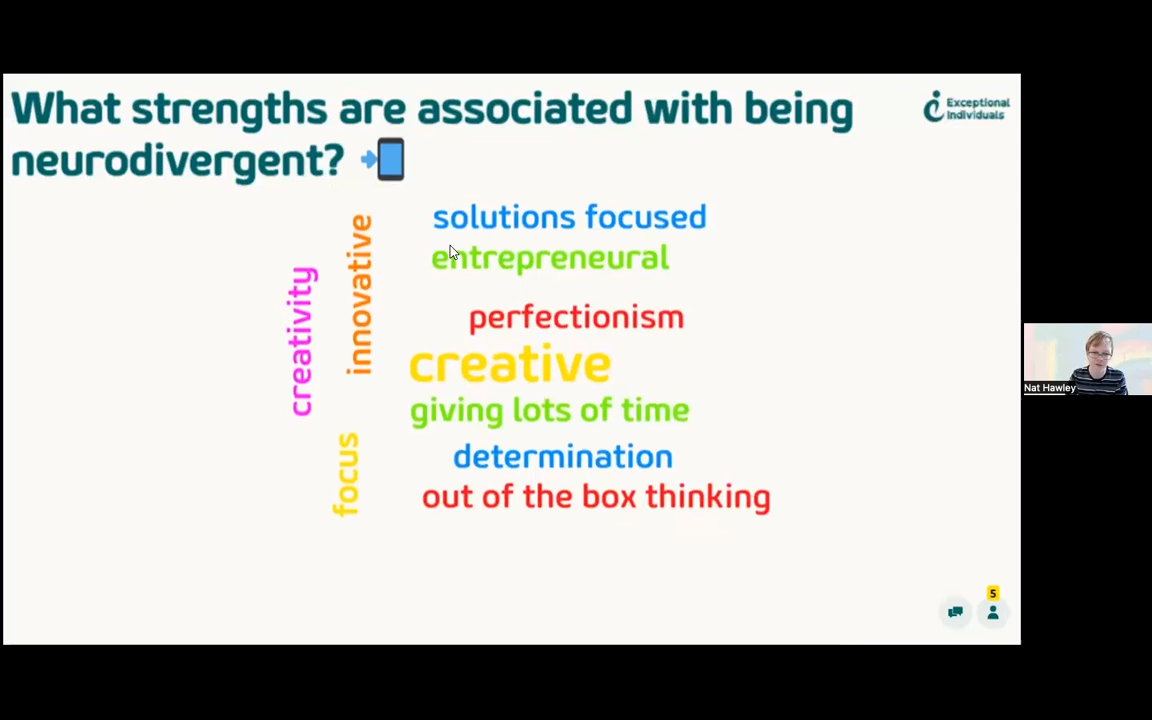 What strengths are associated with being
neurodivergent?
Exceptional
Individuals
solutions focused
entrepreneural
innovative
creativity
perfectionism
creative
giving lots of time
focus
determination
out of the box thinking
Nat Hawley
5